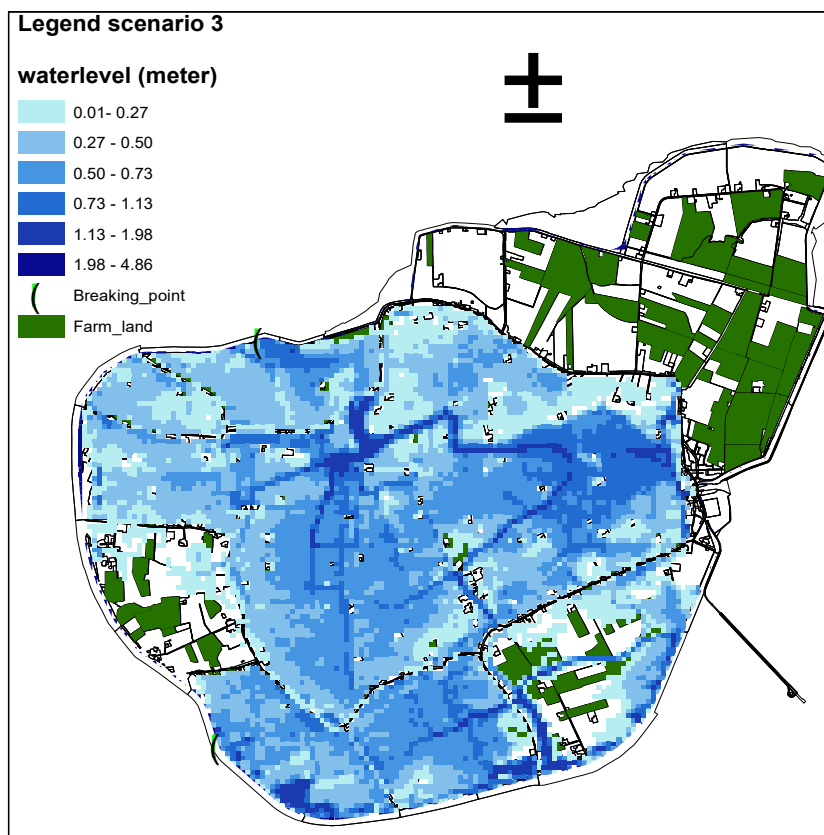 Legend scenario 3
waterlevel (meter)
0.01- 0.27
0.27 - 0.50
0.50 - 0.73
0.73 - 1.13
1.13 - 1.98
1.98 - 4.86
Breaking_point
Farm_land